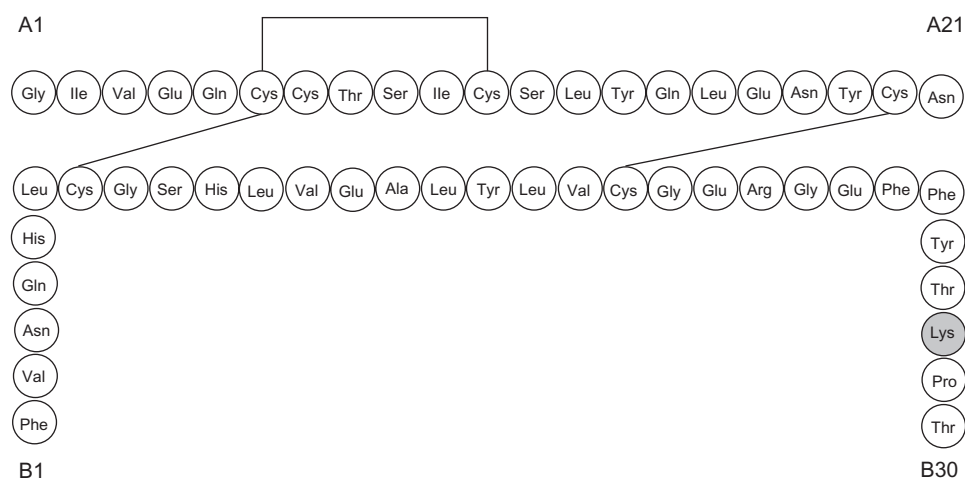 A1 A21
Gly Ile Val Glu Gln Cys Cys Thr Ser Ile Cys Ser Leu Tyr Gln Leu Glu Asn Tyr Cys Asn
Leu Cys Gly Ser His Leu Val Glu Ala Leu Tyr Leu Val Cys Gly Glu Arg Gly Glu Phe Phe
His Tyr
Gln Thr
Asn Lys
Val Pro
Phe Thr
B1 B30